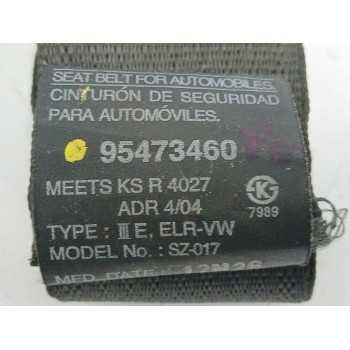 SEAT BELT FOR AUTOMOBILES.
CINTURÓN DE SEGURIDAD
PARA AUTOMÓVILES.
95473460
MEETS KS R 4027
ADR 4/04
7989
TYPE : Ⅲ E, ELR-VW
MODEL No. : SZ-017
DATE :